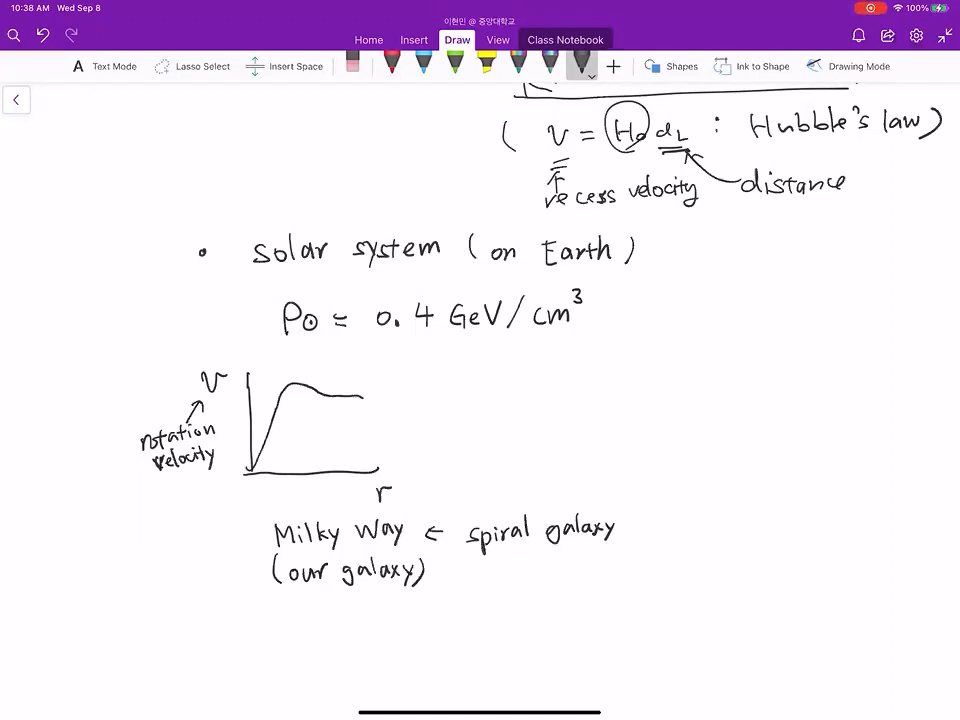 10:38 AM Wed Sep 8
100%
이현민 @ 중앙대학교
Home Insert Draw View Class Notebook
Text Mode Lasso Select Insert Space Shapes Ink to Shape Drawing Mode
( v = H₀ d_L : Hubble's law)
recess velocity
distance
• solar system (on Earth)
ρ⊙ ≃ 0.4 GeV/cm³
v
rotation
velocity
r
Milky Way ← spiral galaxy
(our galaxy)